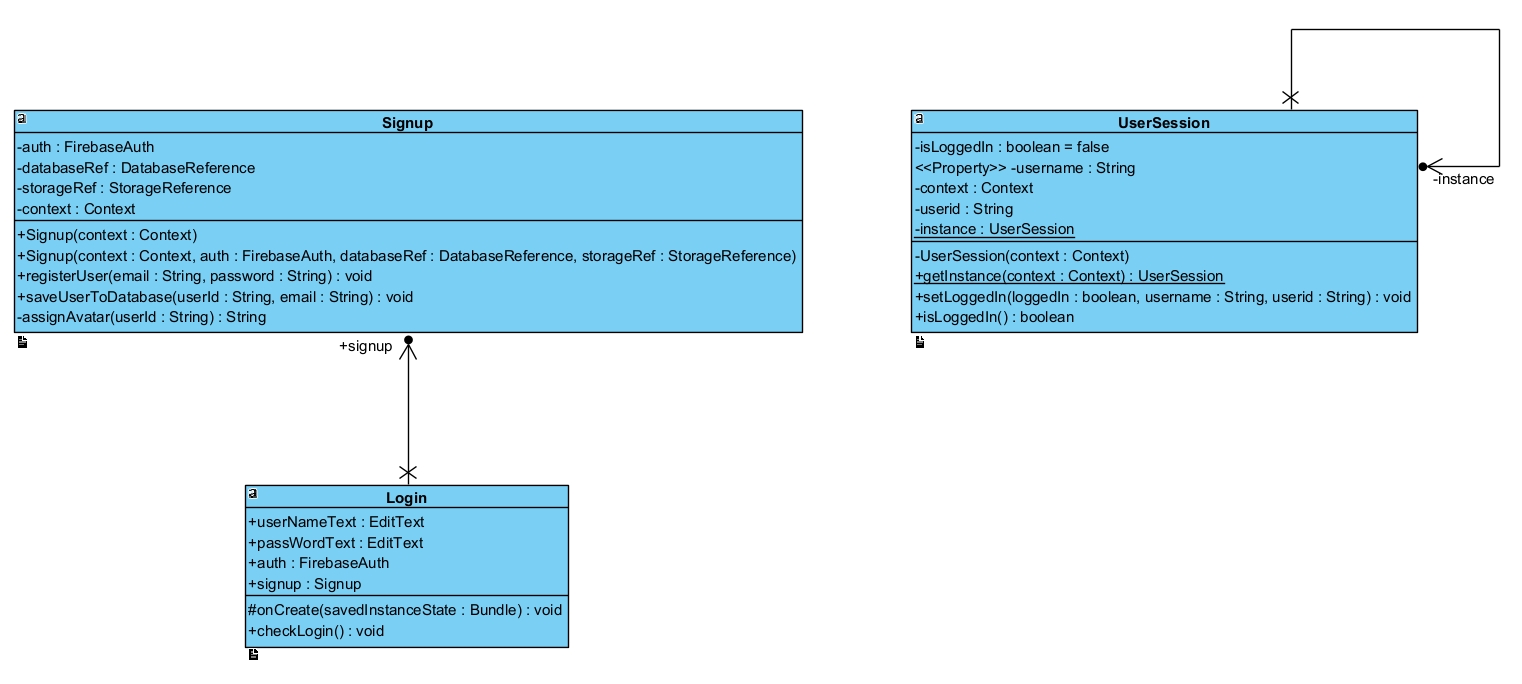 Signup
-auth : FirebaseAuth
-databaseRef : DatabaseReference
-storageRef : StorageReference
-context : Context
+Signup(context : Context)
+Signup(context : Context, auth : FirebaseAuth, databaseRef : DatabaseReference, storageRef : StorageReference)
+registerUser(email : String, password : String) : void
+saveUserToDatabase(userId : String, email : String) : void
-assignAvatar(userId : String) : String
+signup
Login
+userNameText : EditText
+passWordText : EditText
+auth : FirebaseAuth
+signup : Signup
#onCreate(savedInstanceState : Bundle) : void
+checkLogin() : void
UserSession
-isLoggedIn : boolean = false
<<Property>> -username : String
-context : Context
-userid : String
-instance : UserSession
-UserSession(context : Context)
+getInstance(context : Context) : UserSession
+setLoggedIn(loggedIn : boolean, username : String, userid : String) : void
+isLoggedIn() : boolean
-instance